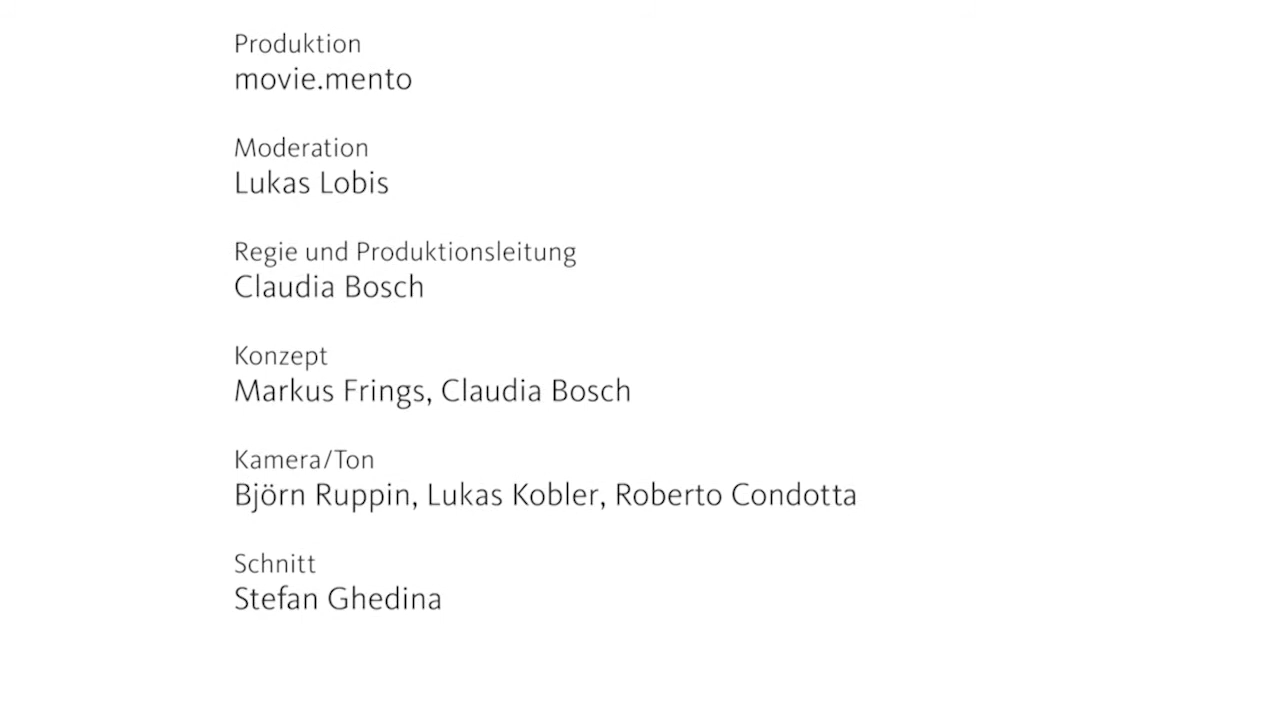 Produktion
movie.mento
Moderation
Lukas Lobis
Regie und Produktionsleitung
Claudia Bosch
Konzept
Markus Frings, Claudia Bosch
Kamera/Ton
Björn Ruppin, Lukas Kobler, Roberto Condotta
Schnitt
Stefan Ghedina